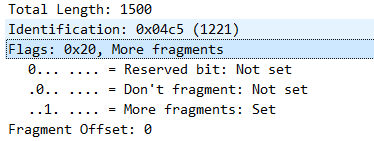 Total Length: 1500
Identification: 0x04c5 (1221)
Flags: 0x20, More fragments
0... .... = Reserved bit: Not set
.0.. .... = Don't fragment: Not set
..1. .... = More fragments: Set
Fragment Offset: 0